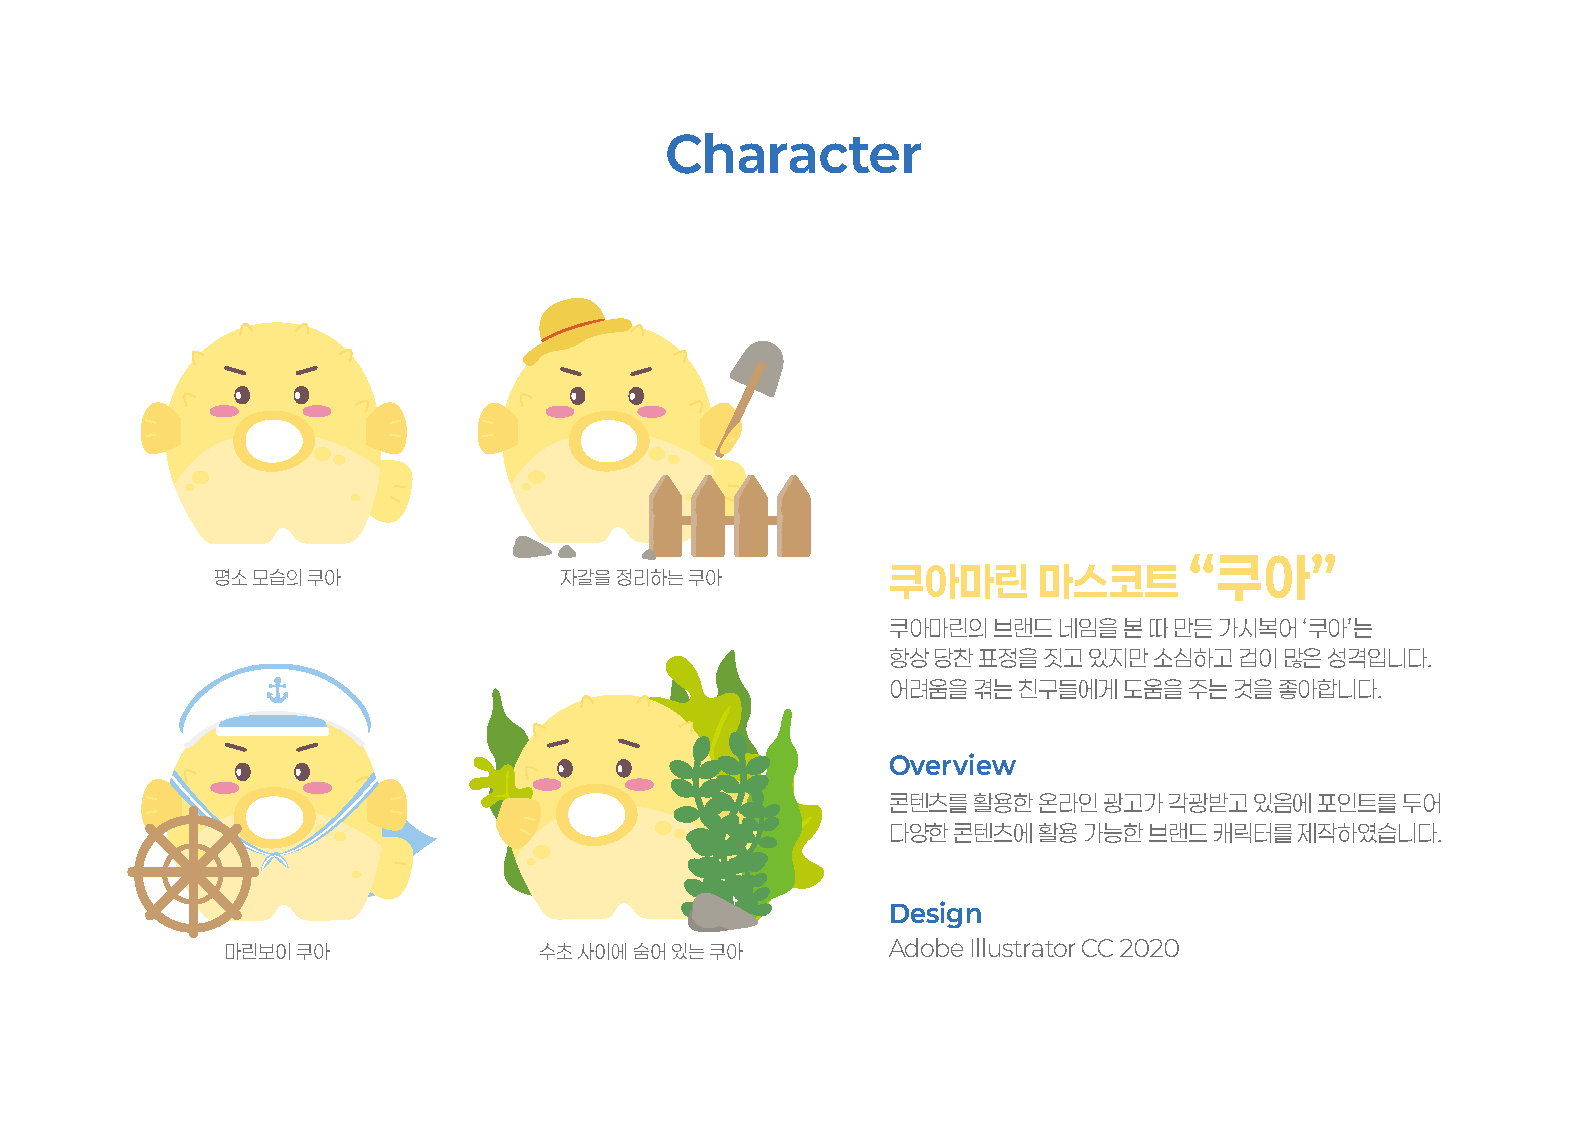 Character
평소 모습의 쿠아
자갈을 정리하는 쿠아
마린보이 쿠아
수초 사이에 숨어 있는 쿠아
쿠아마린 마스코트 “쿠아”
쿠아마린의 브랜드 네임을 본 따 만든 가시복어 ‘쿠아’는
항상 당찬 표정을 짓고 있지만 소심하고 겁이 많은 성격입니다.
어려움을 겪는 친구들에게 도움을 주는 것을 좋아합니다.
Overview
콘텐츠를 활용한 온라인 광고가 각광받고 있음에 포인트를 두어
다양한 콘텐츠에 활용 가능한 브랜드 캐릭터를 제작하였습니다.
Design
Adobe Illustrator CC 2020